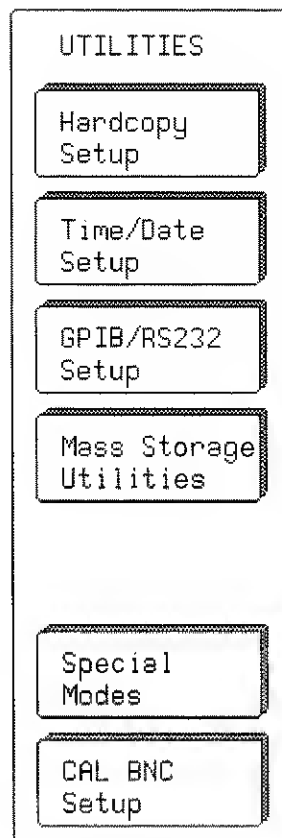 UTILITIES
Hardcopy
Setup
Time/Date
Setup
GPIB/RS232
Setup
Mass Storage
Utilities
Special
Modes
CAL BNC
Setup